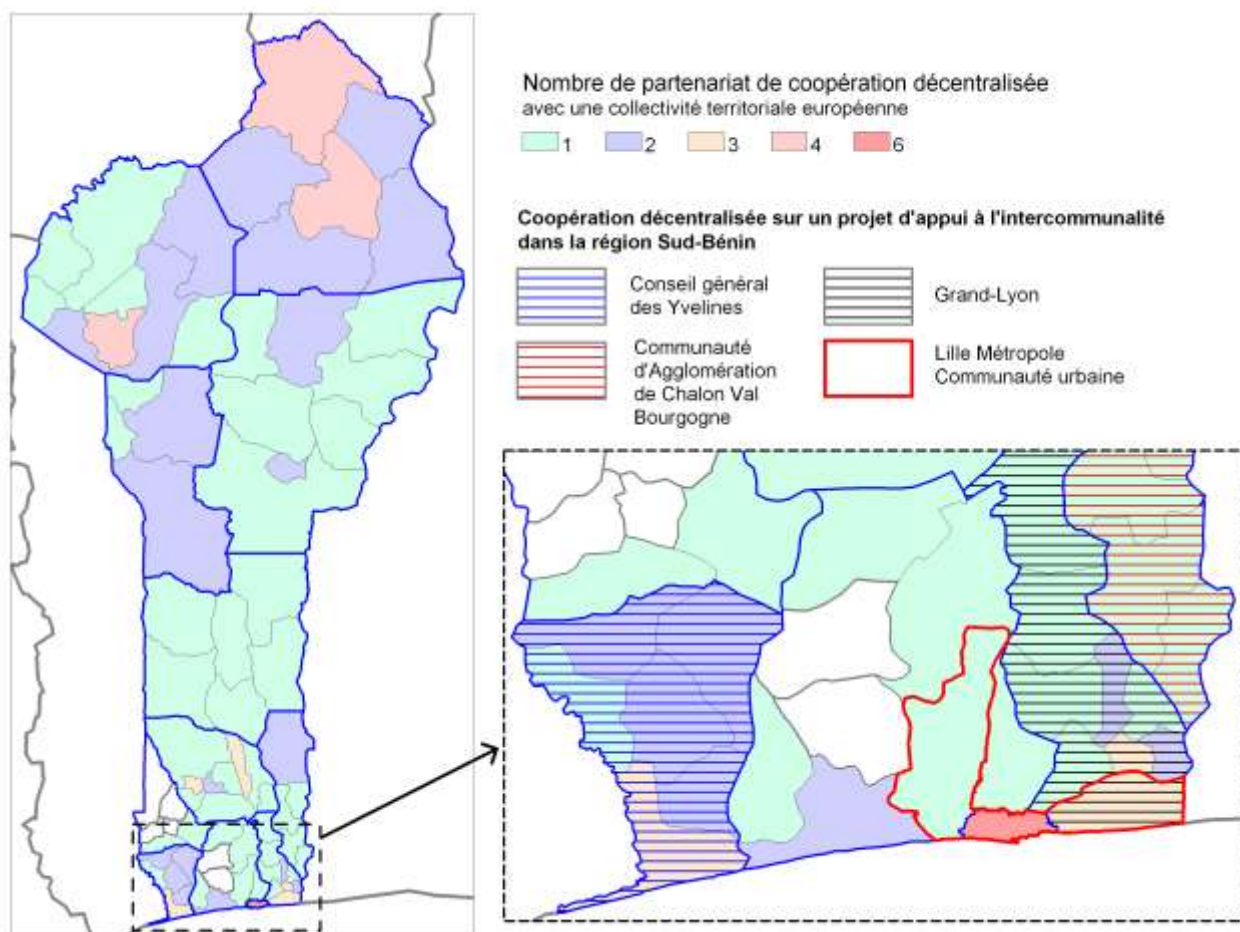 Nombre de partenariat de coopération décentralisée
avec une collectivité territoriale européenne
1 2 3 4 6
Coopération décentralisée sur un projet d'appui à l'intercommunalité
dans la région Sud-Bénin
Conseil général
des Yvelines
Grand-Lyon
Communauté
d'Agglomération
de Chalon Val
Bourgogne
Lille Métropole
Communauté urbaine